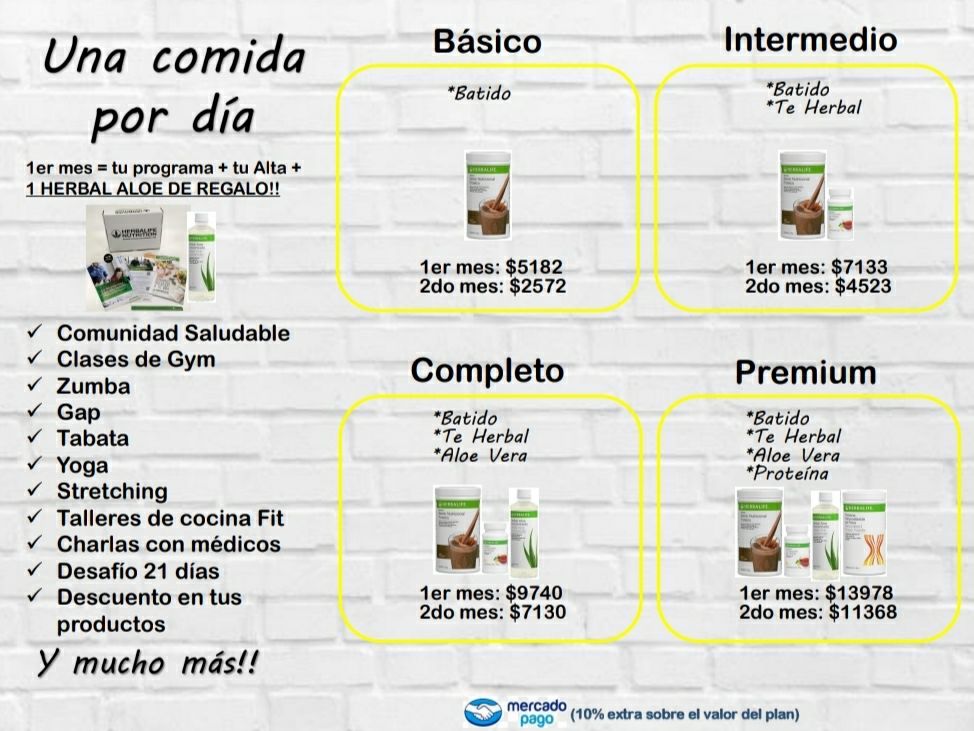 Una comida
por día
1er mes = tu programa + tu Alta +
1 HERBAL ALOE DE REGALO!!
HERBALIFE
NUTRITION
✓ Comunidad Saludable
✓ Clases de Gym
✓ Zumba
✓ Gap
✓ Tabata
✓ Yoga
✓ Stretching
✓ Talleres de cocina Fit
✓ Charlas con médicos
✓ Desafío 21 días
✓ Descuento en tus
productos
Y mucho más!!
Básico
*Batido
HERBALIFE
1er mes: $5182
2do mes: $2572
Intermedio
*Batido
*Te Herbal
HERBALIFE
1er mes: $7133
2do mes: $4523
Completo
*Batido
*Te Herbal
*Aloe Vera
HERBALIFE
1er mes: $9740
2do mes: $7130
Premium
*Batido
*Te Herbal
*Aloe Vera
*Proteína
HERBALIFE
HERBALIFE
1er mes: $13978
2do mes: $11368
mercado
pago
(10% extra sobre el valor del plan)